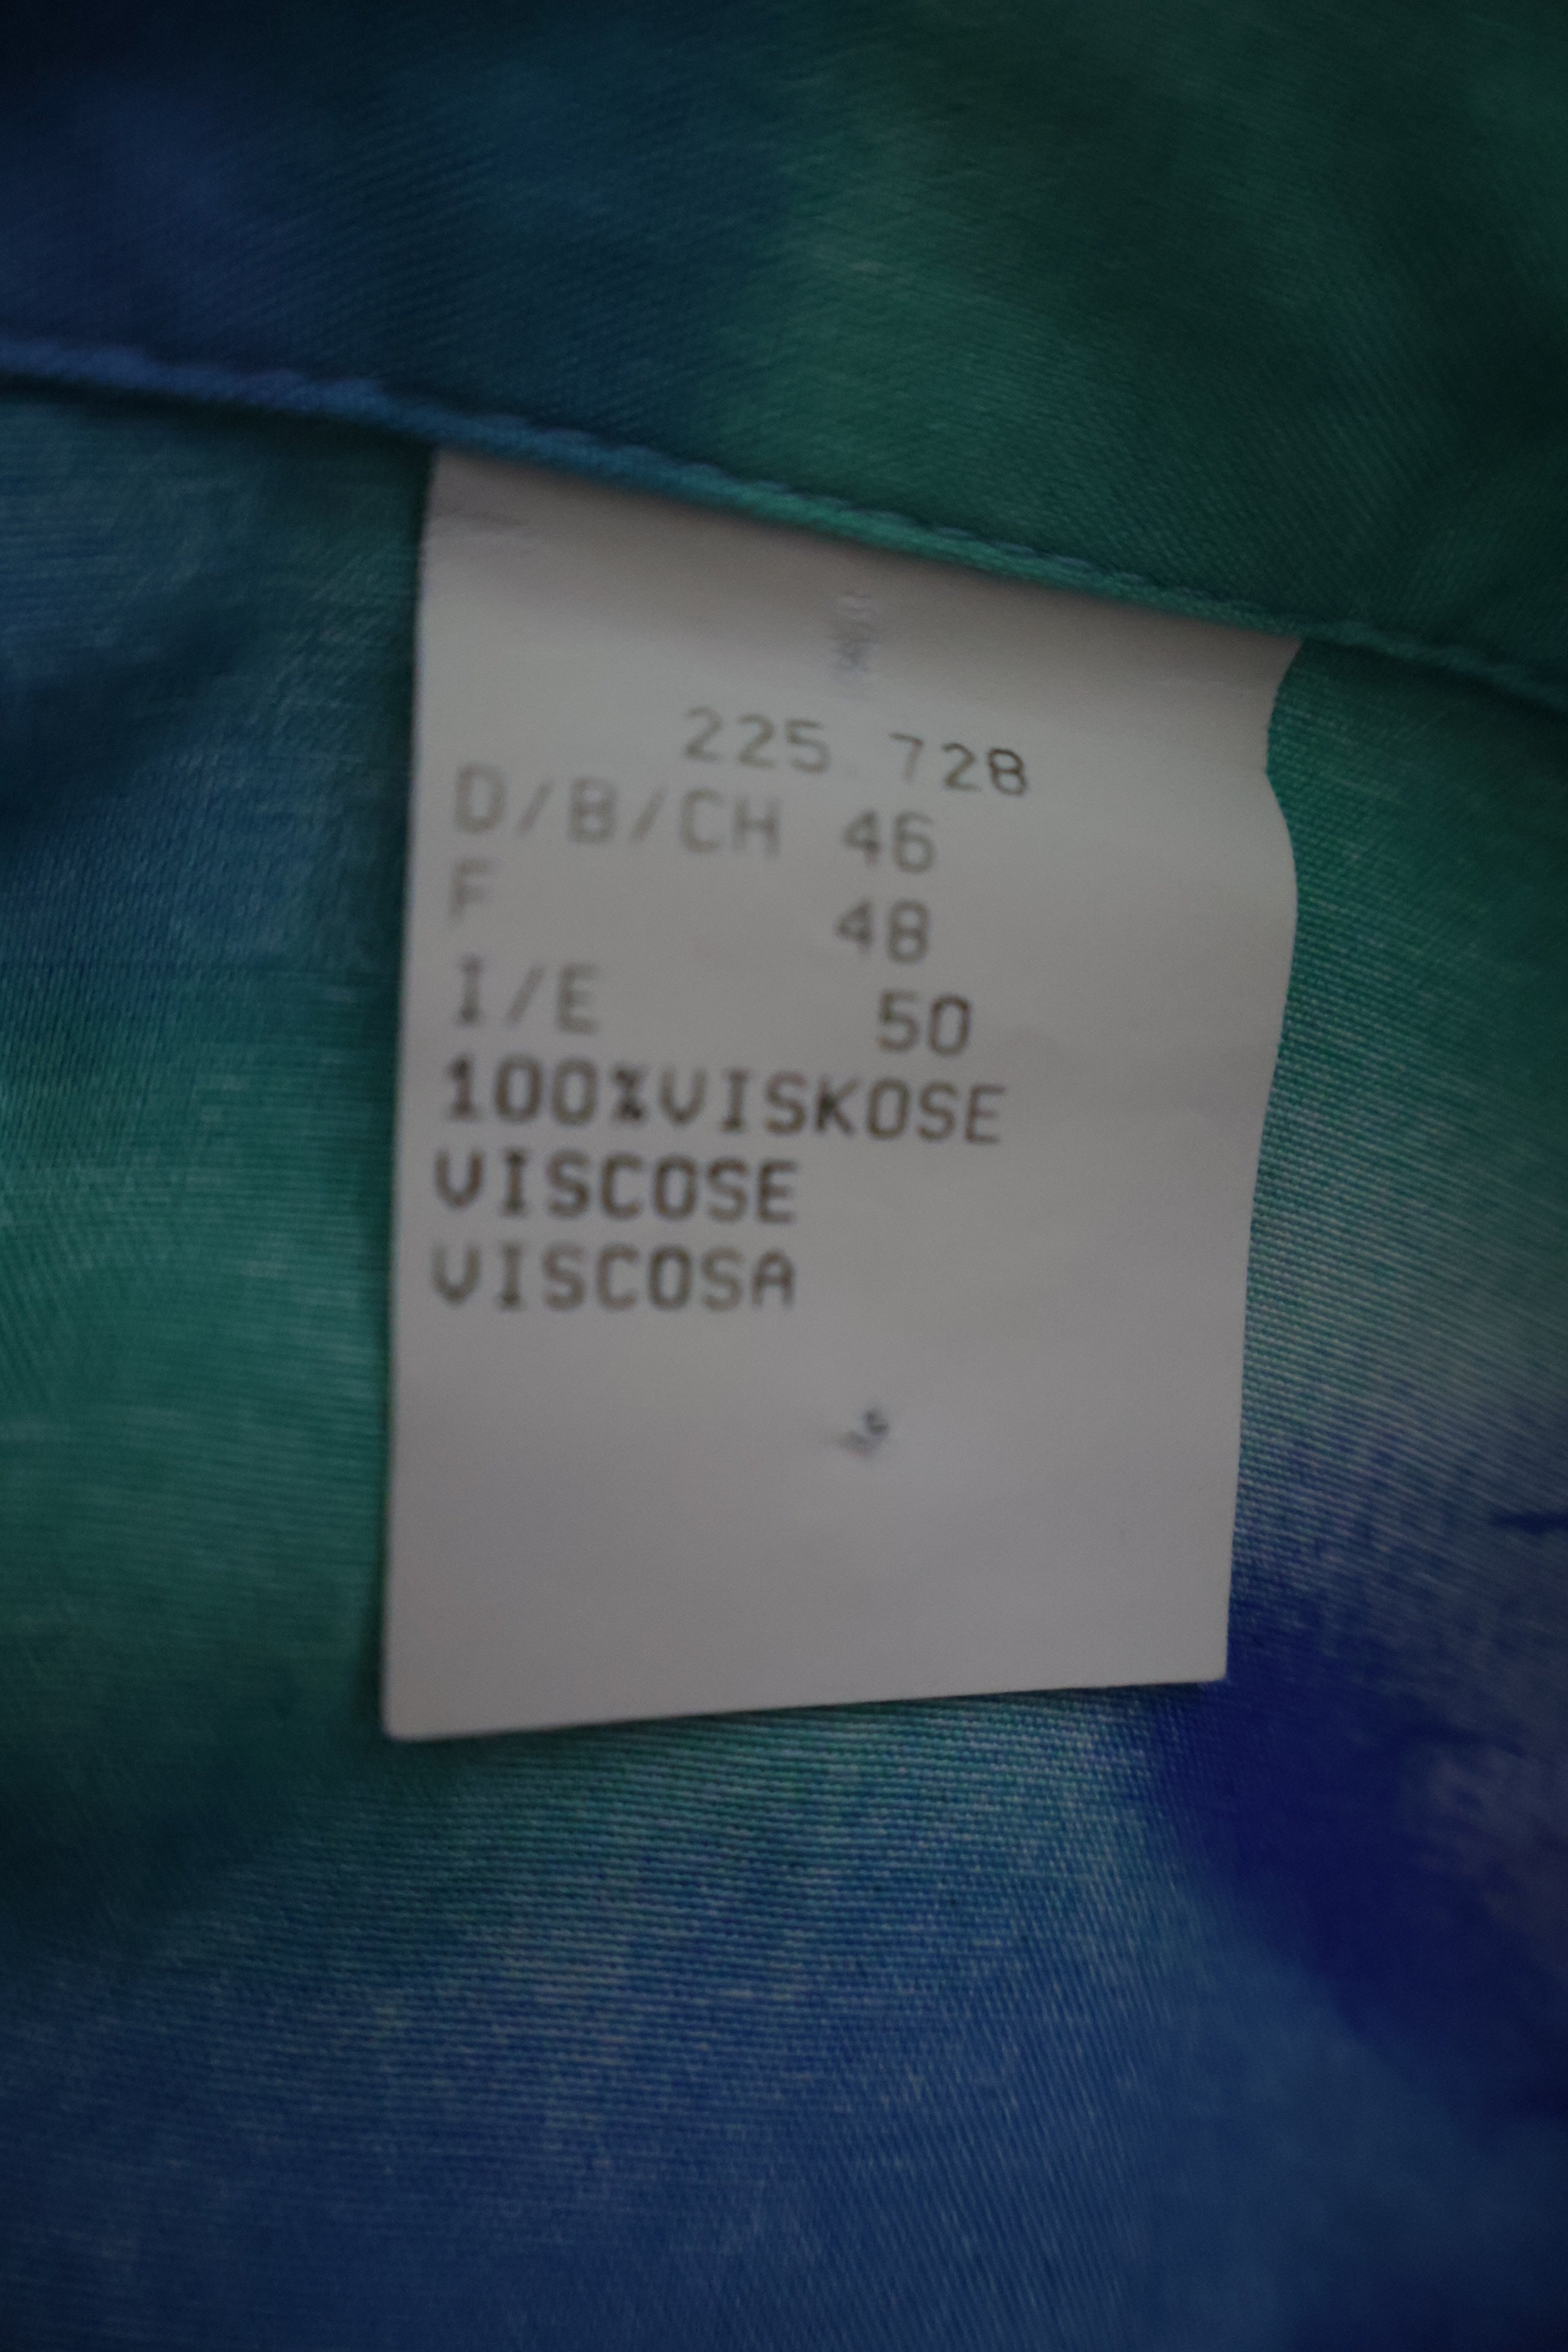 225 728
D/B/CH 46
F 48
I/E 50
100%VISKOSE
VISCOSE
VISCOSA